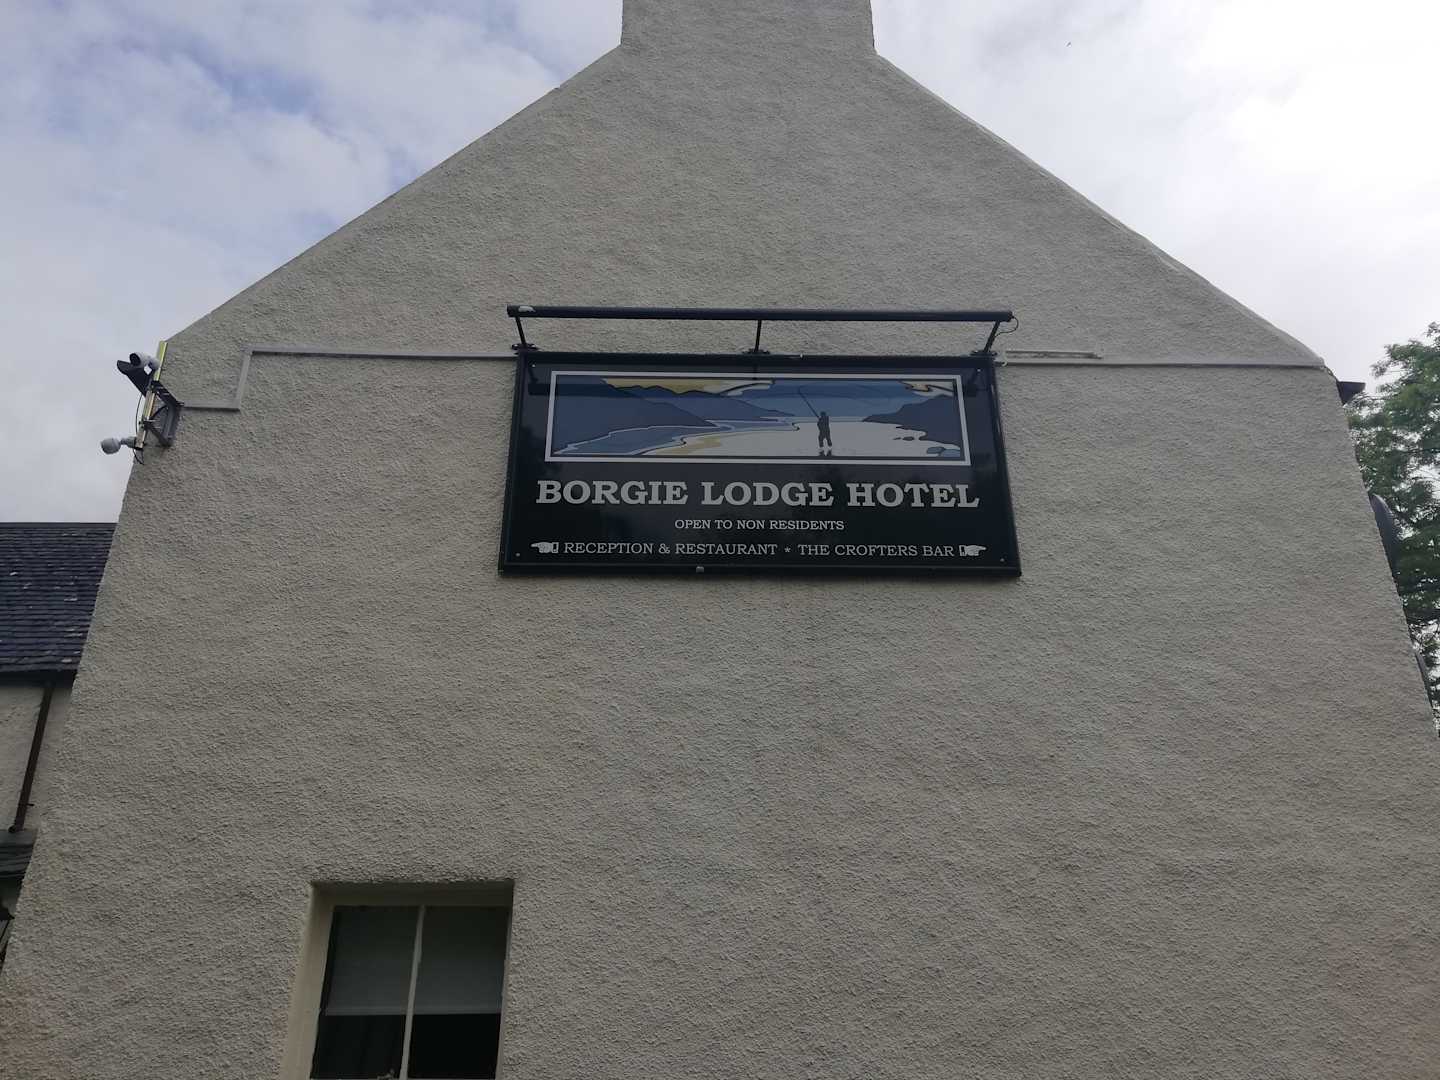 BORGIE LODGE HOTEL
OPEN TO NON RESIDENTS
RECEPTION & RESTAURANT * THE CROFTERS BAR